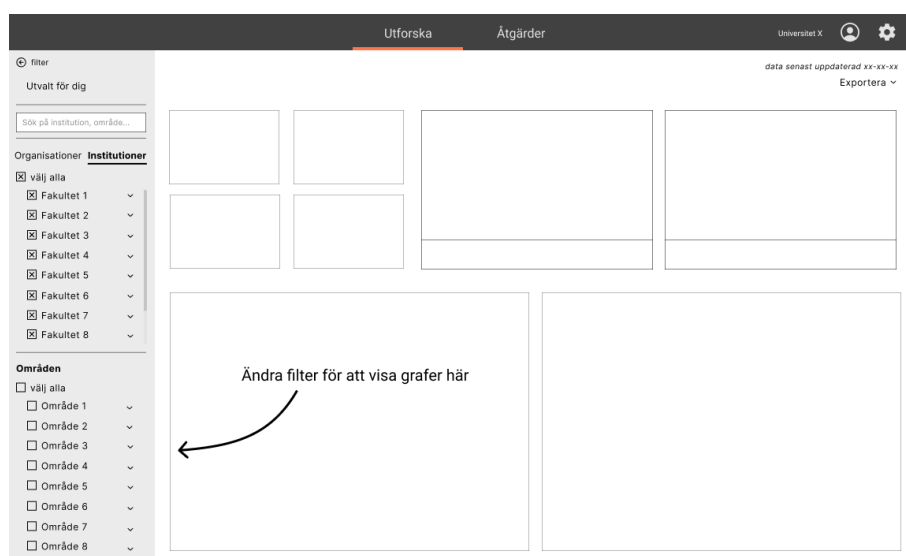 Utforska
Åtgärder
Universitet X
filter
data senast uppdaterad xx-xx-xx
Exportera
Utvalt för dig
Sök på institution, område...
Organisationer Institutioner
välj alla
Fakultet 1
Fakultet 2
Fakultet 3
Fakultet 4
Fakultet 5
Fakultet 6
Fakultet 7
Fakultet 8
Områden
välj alla
Område 1
Område 2
Område 3
Område 4
Område 5
Område 6
Område 7
Område 8
Ändra filter för att visa grafer här